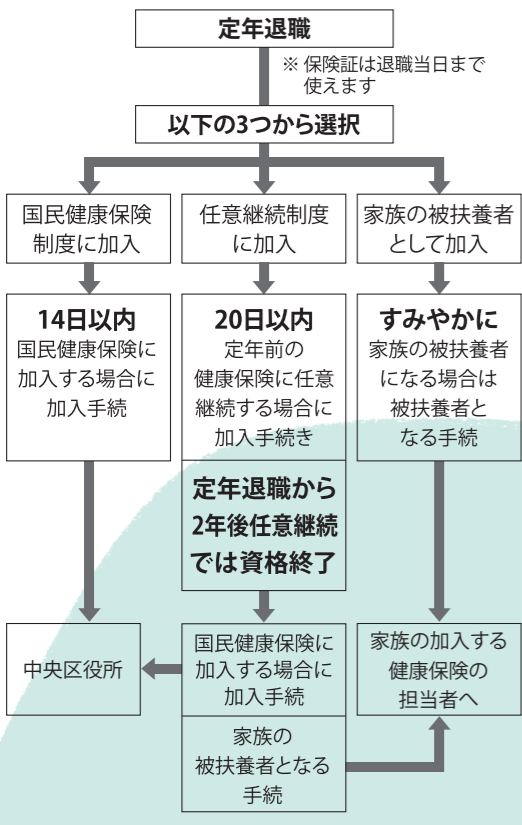 定年退職
※ 保険証は退職当日まで
使えます
以下の3つから選択
国民健康保険
制度に加入
任意継続制度
に加入
家族の被扶養者
として加入
14日以内
国民健康保険に
加入する場合に
加入手続
20日以内
定年前の
健康保険に任意
継続する場合に
加入手続き
すみやかに
家族の被扶養者
になる場合は
被扶養者と
なる手続
定年退職から
2年後任意継続
では資格終了
中央区役所
国民健康保険に
加入する場合に
加入手続
家族の加入する
健康保険の
担当者へ
家族の
被扶養者となる
手続